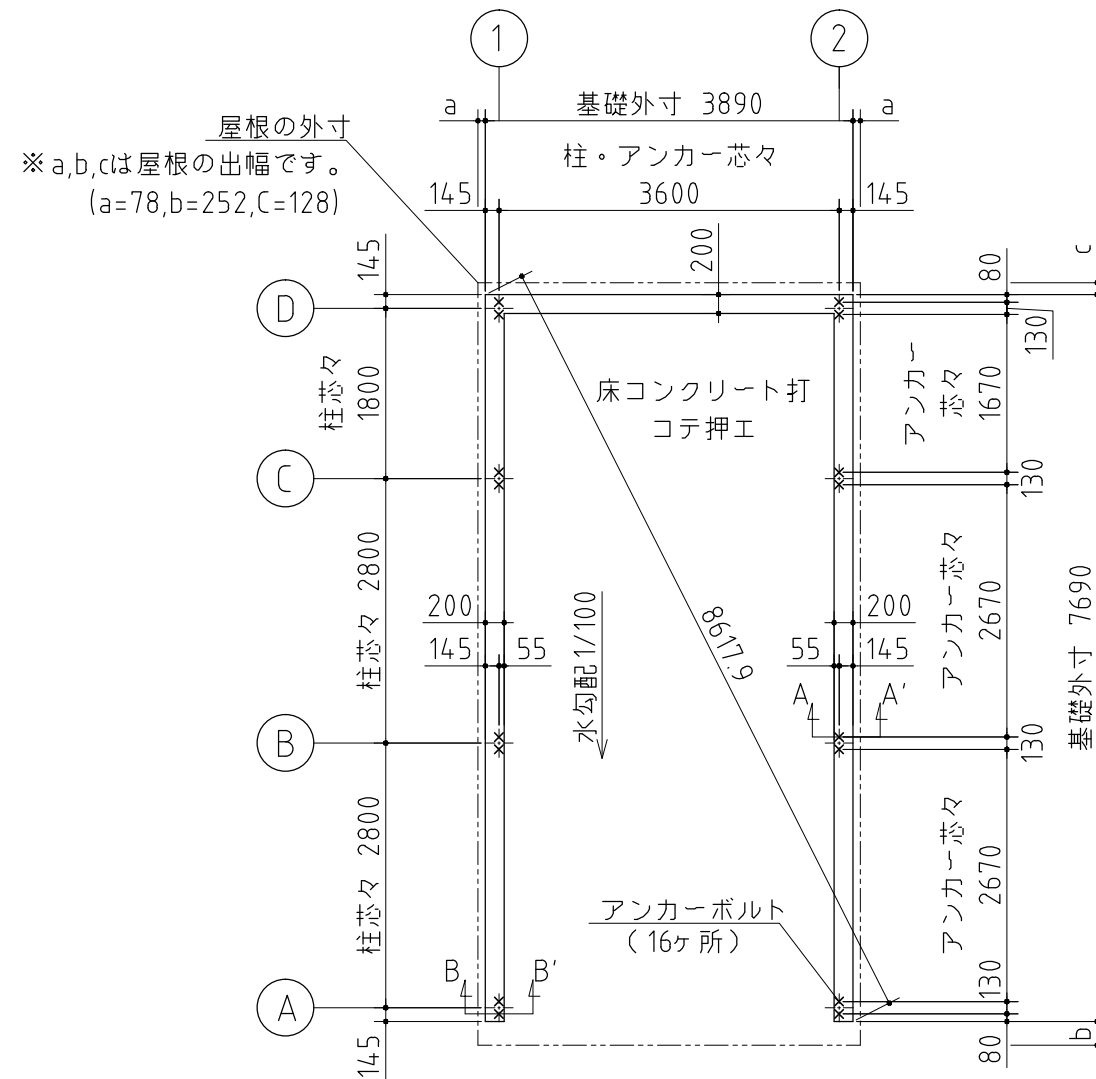 1
2
a
基礎外寸 3890
a
屋根の外寸
※a,b,cは屋根の出幅です。
(a=78,b=252,C=128)
柱・アンカー芯々
145
3600
145
145
200
80
c
D
130
柱芯々
1800
床コンクリート打
コテ押エ
アンカー
芯々
1670
C
130
柱芯々 2800
アンカー芯々
2670
基礎外寸 7690
200
145
55
水勾配1/100
8617.9
200
55
145
A
A'
B
130
柱芯々 2800
アンカー芯々
2670
アンカーボルト
(16ヶ所)
B
B'
130
A
145
80
b